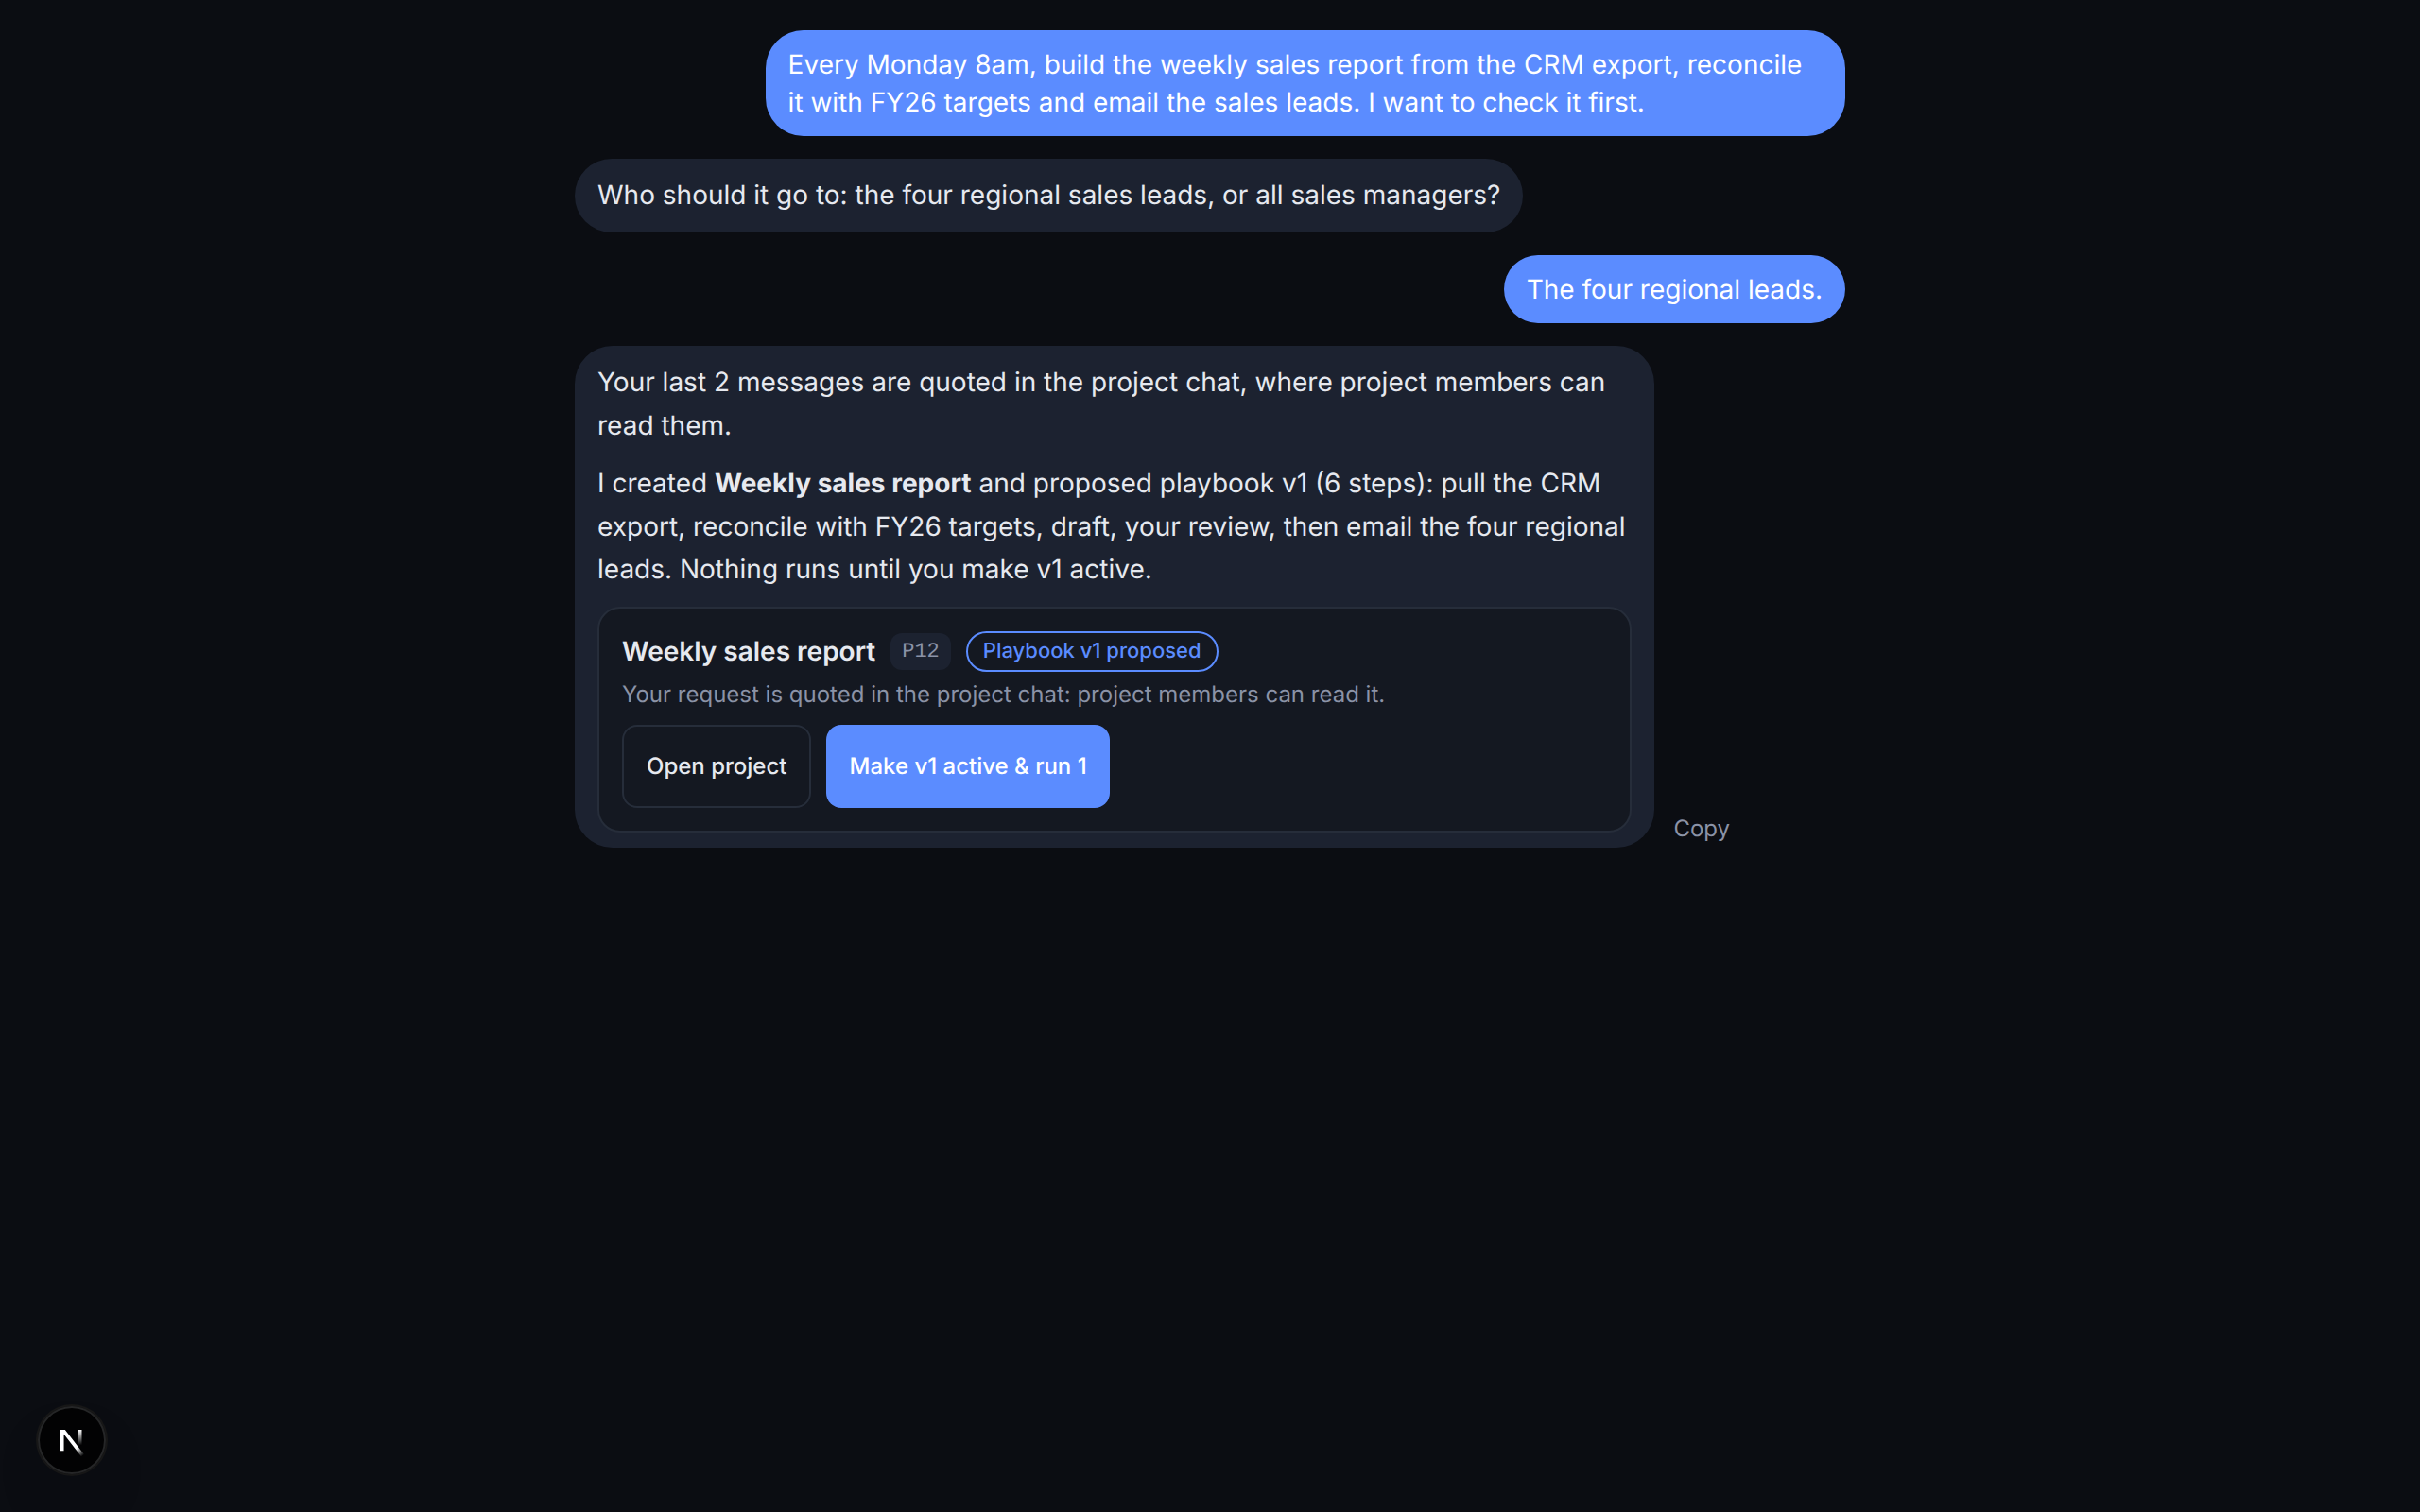 Every Monday 8am, build the weekly sales report from the CRM export, reconcile
it with FY26 targets and email the sales leads. I want to check it first.
Who should it go to: the four regional sales leads, or all sales managers?
The four regional leads.
Your last 2 messages are quoted in the project chat, where project members can
read them.
I created Weekly sales report and proposed playbook v1 (6 steps): pull the CRM
export, reconcile with FY26 targets, draft, your review, then email the four regional
leads. Nothing runs until you make v1 active.
Weekly sales report P12 Playbook v1 proposed
Your request is quoted in the project chat: project members can read it.
Open project Make v1 active & run 1
Copy
N